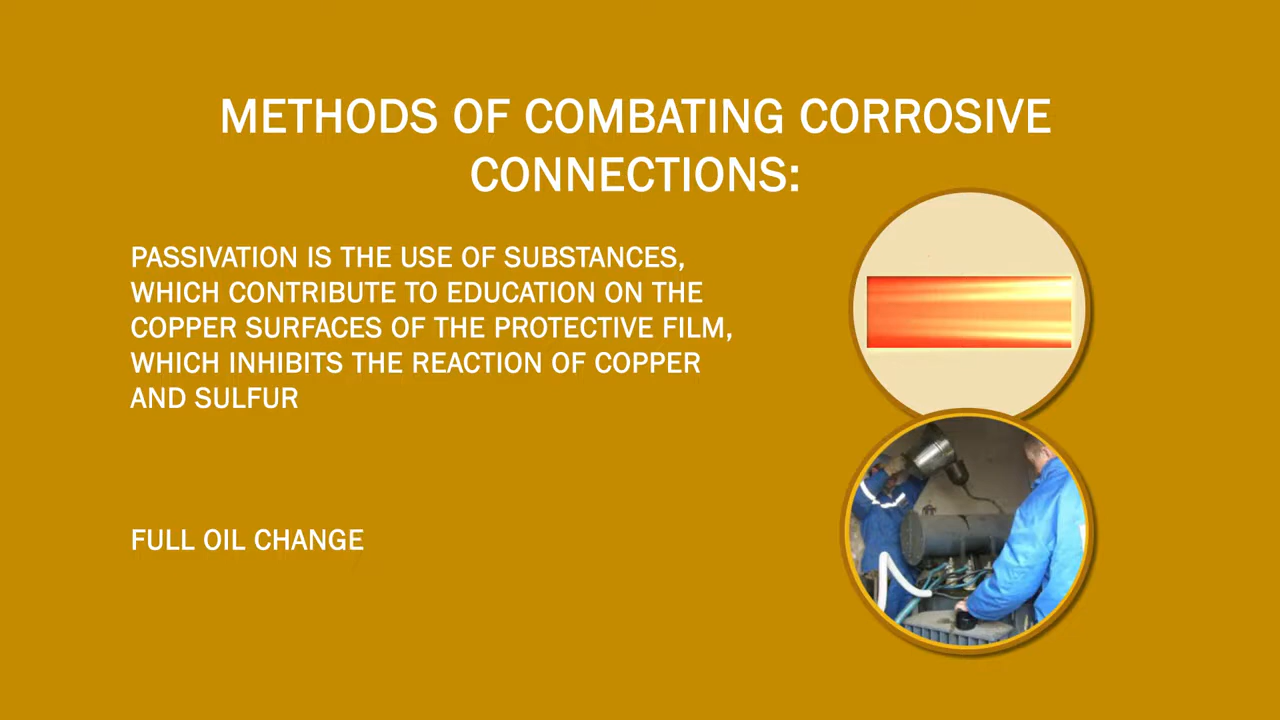 METHODS OF COMBATING CORROSIVE
CONNECTIONS:
PASSIVATION IS THE USE OF SUBSTANCES,
WHICH CONTRIBUTE TO EDUCATION ON THE
COPPER SURFACES OF THE PROTECTIVE FILM,
WHICH INHIBITS THE REACTION OF COPPER
AND SULFUR
FULL OIL CHANGE